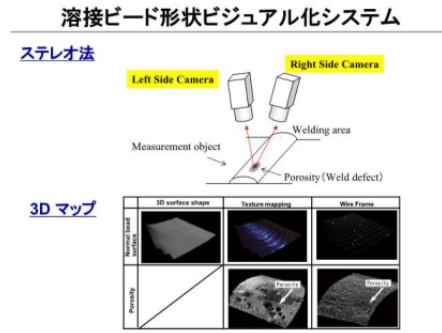 溶接ビード形状ビジュアル化システム
ステレオ法
Left Side Camera
Right Side Camera
Measurement object
Welding area
Porosity(Weld defect)
3D マップ
3D surface shape
Texture mapping
Wire Frame
Normal bead
surface
Porosity
Porosity
Porosity